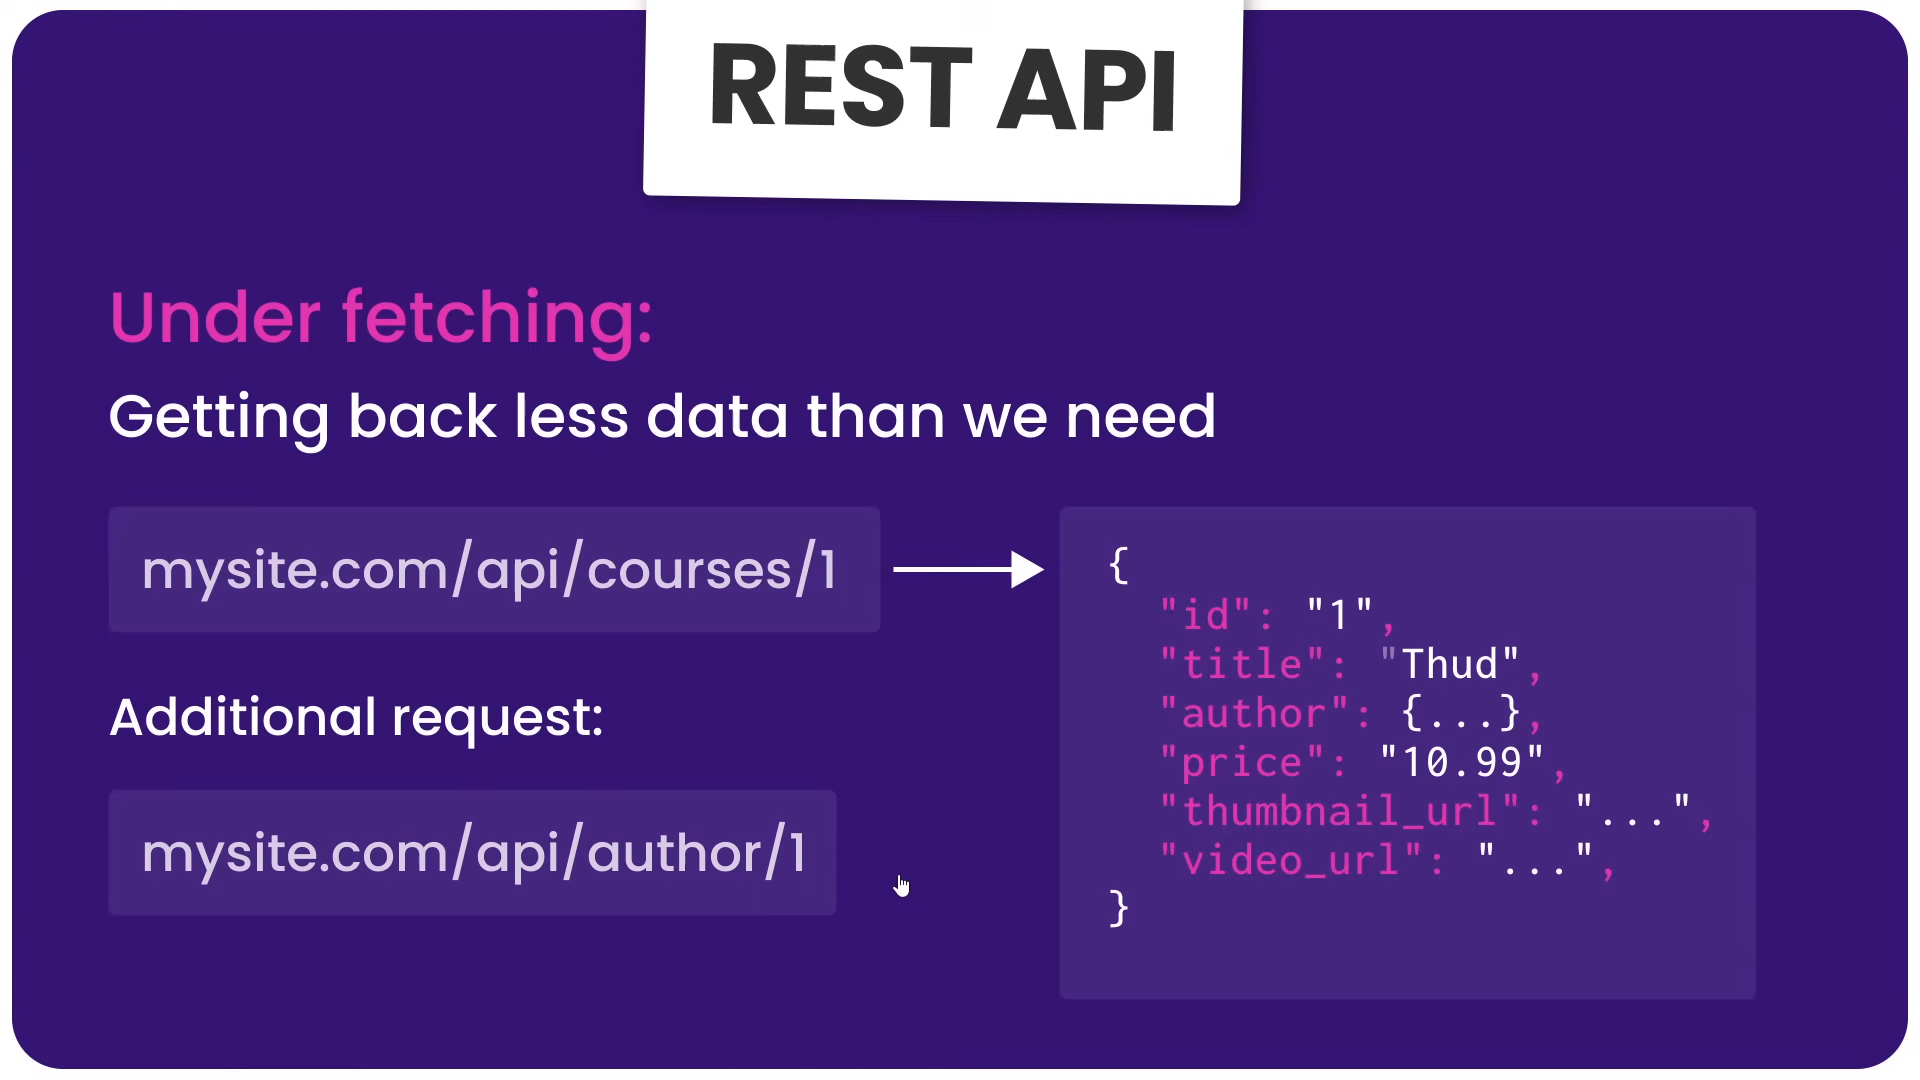 REST API
Under fetching:
Getting back less data than we need
mysite.com/api/courses/1
Additional request:
mysite.com/api/author/1
{
"id": "1",
"title": "Thud",
"author": {...},
"price": "10.99",
"thumbnail_url": "...",
"video_url": "...",
}